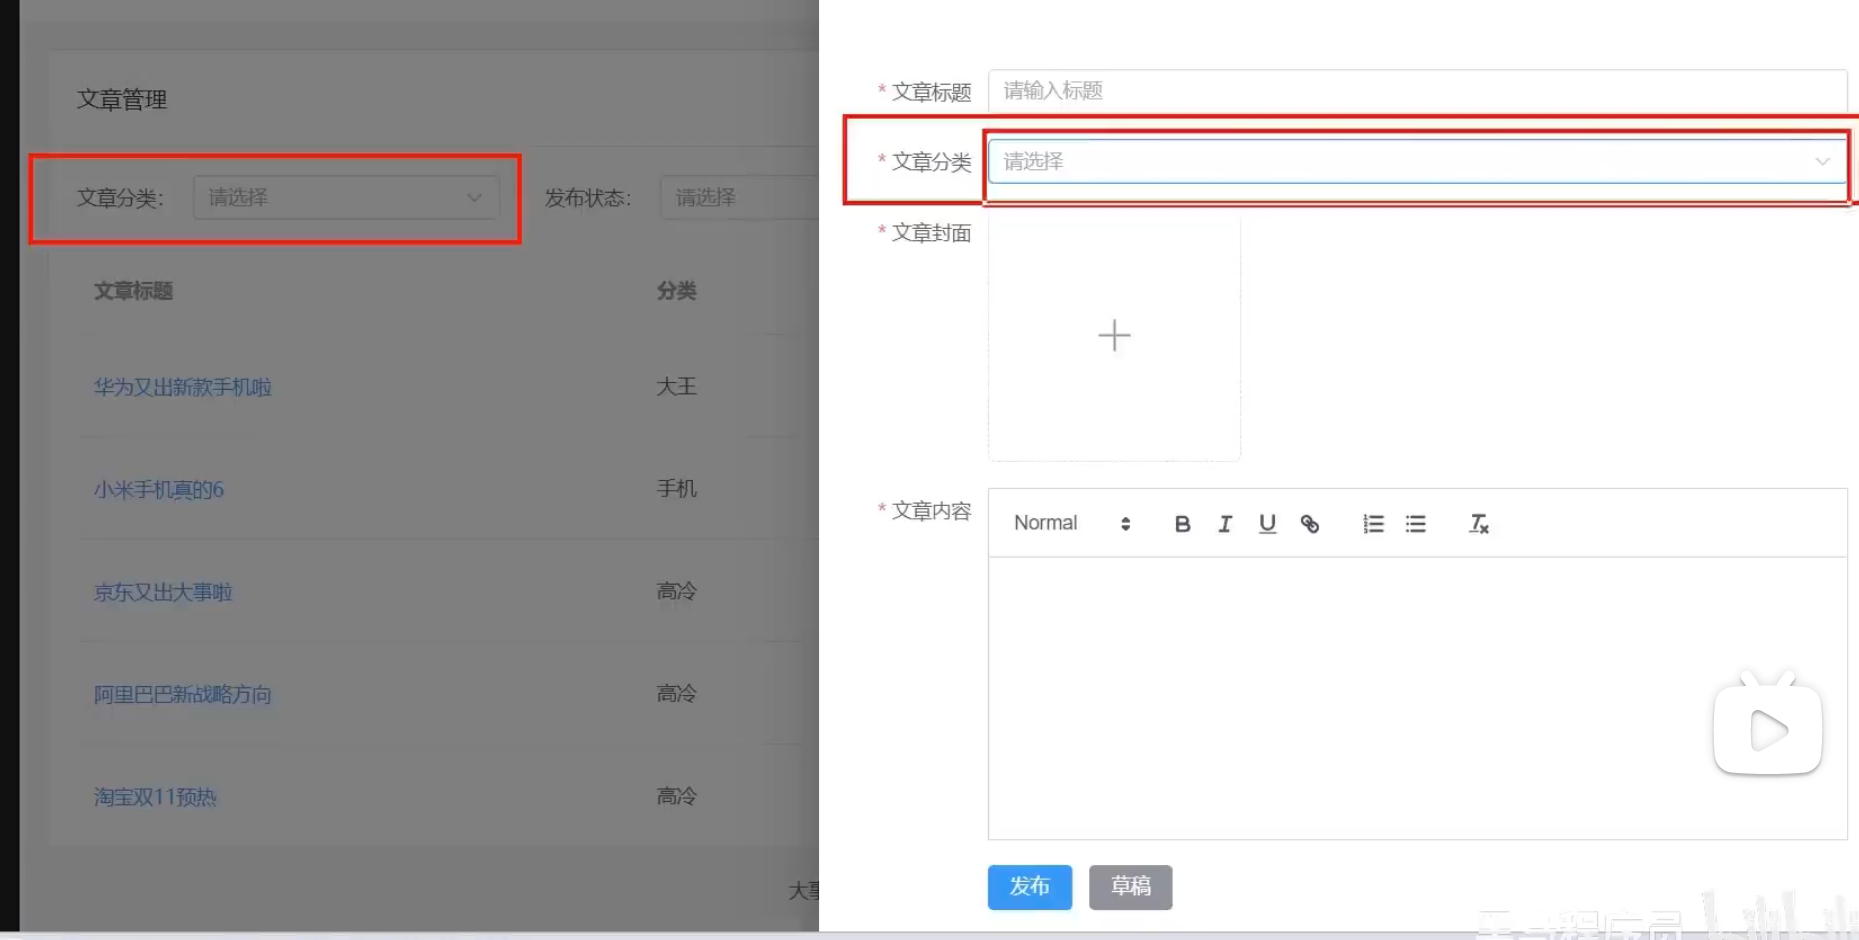 文章管理
文章分类： 请选择 发布状态： 请选择
文章标题 分类
华为又出新款手机啦 大王
小米手机真的6 手机
京东又出大事啦 高冷
阿里巴巴新战略方向 高冷
淘宝双11预热 高冷
大事
* 文章标题 请输入标题
* 文章分类 请选择
* 文章封面
* 文章内容 Normal
发布 草稿